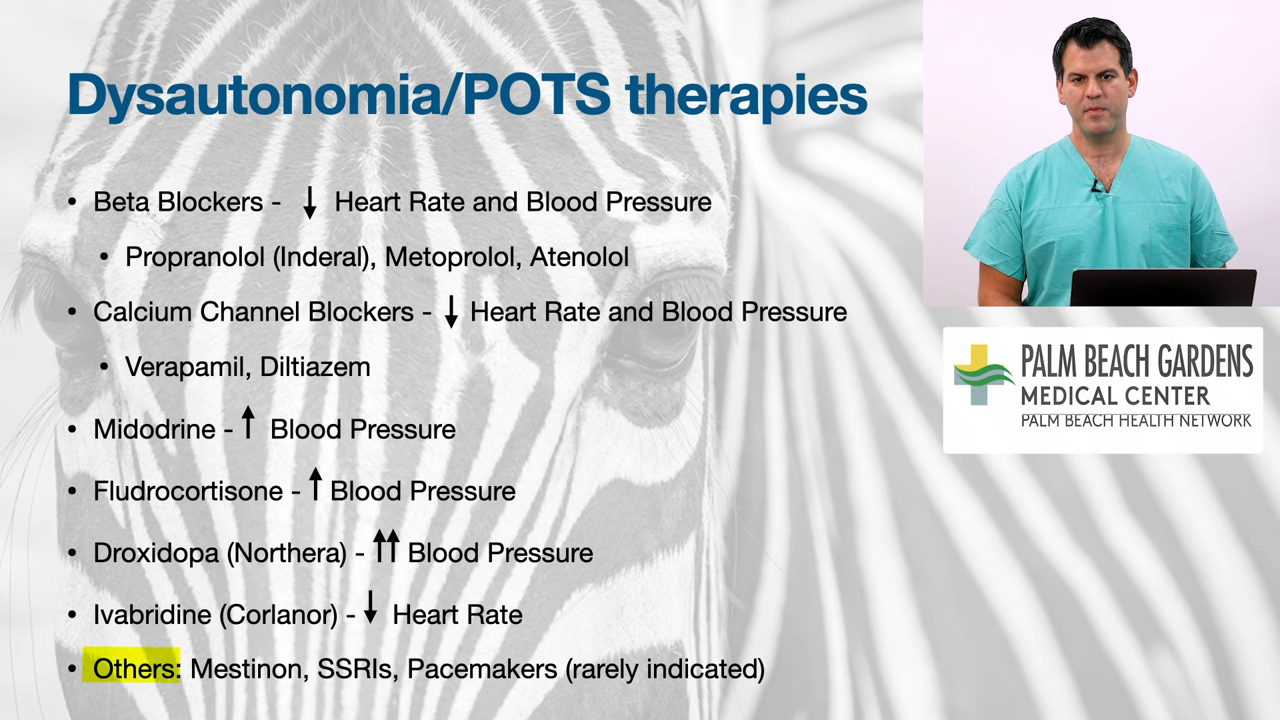 Dysautonomia/POTS therapies
• Beta Blockers - ↓ Heart Rate and Blood Pressure
• Propranolol (Inderal), Metoprolol, Atenolol
• Calcium Channel Blockers - ↓ Heart Rate and Blood Pressure
• Verapamil, Diltiazem
• Midodrine - ↑ Blood Pressure
• Fludrocortisone - ↑ Blood Pressure
• Droxidopa (Northera) - ↑↑ Blood Pressure
• Ivabridine (Corlanor) - ↓ Heart Rate
• Others: Mestinon, SSRIs, Pacemakers (rarely indicated)
PALM BEACH GARDENS
MEDICAL CENTER
PALM BEACH HEALTH NETWORK